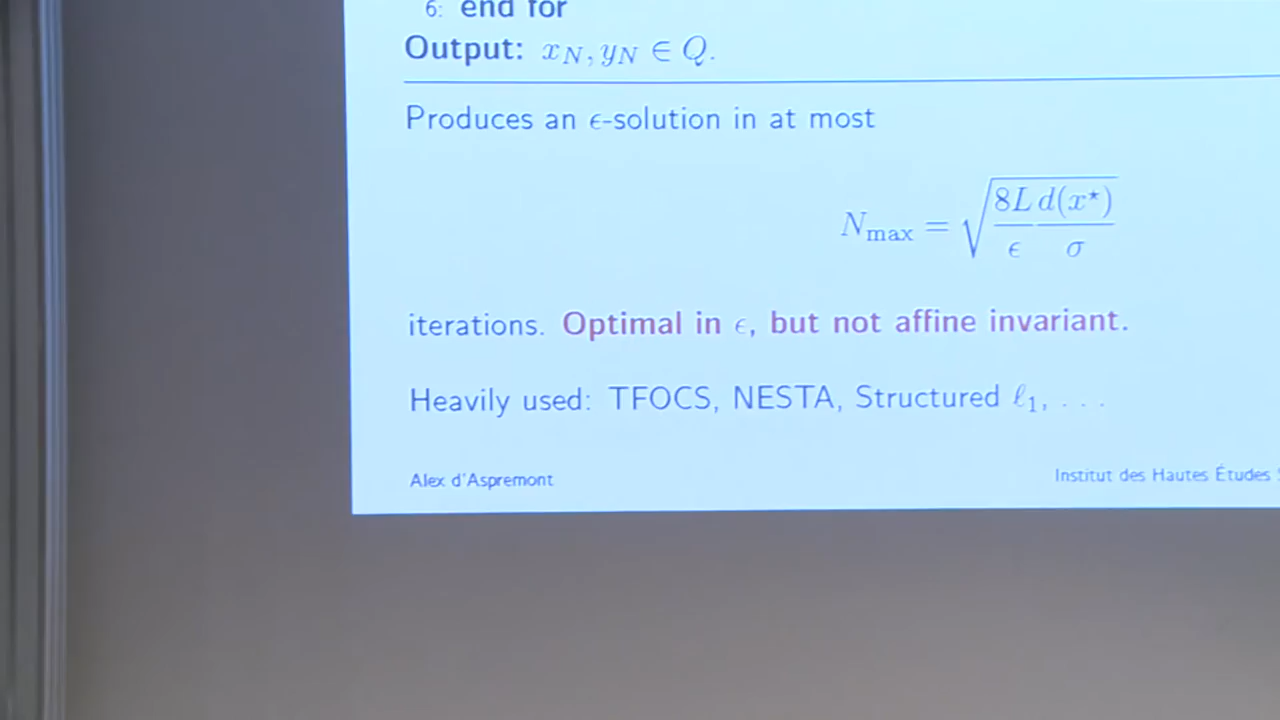 6: end for
Output: x_N, y_N ∈ Q.
Produces an ϵ-solution in at most
N_max = √(8L/ϵ d(x⋆)/σ)
iterations. Optimal in ϵ, but not affine invariant.
Heavily used: TFOCS, NESTA, Structured ℓ₁, . . .
Alex d'Aspremont
Institut des Hautes Études